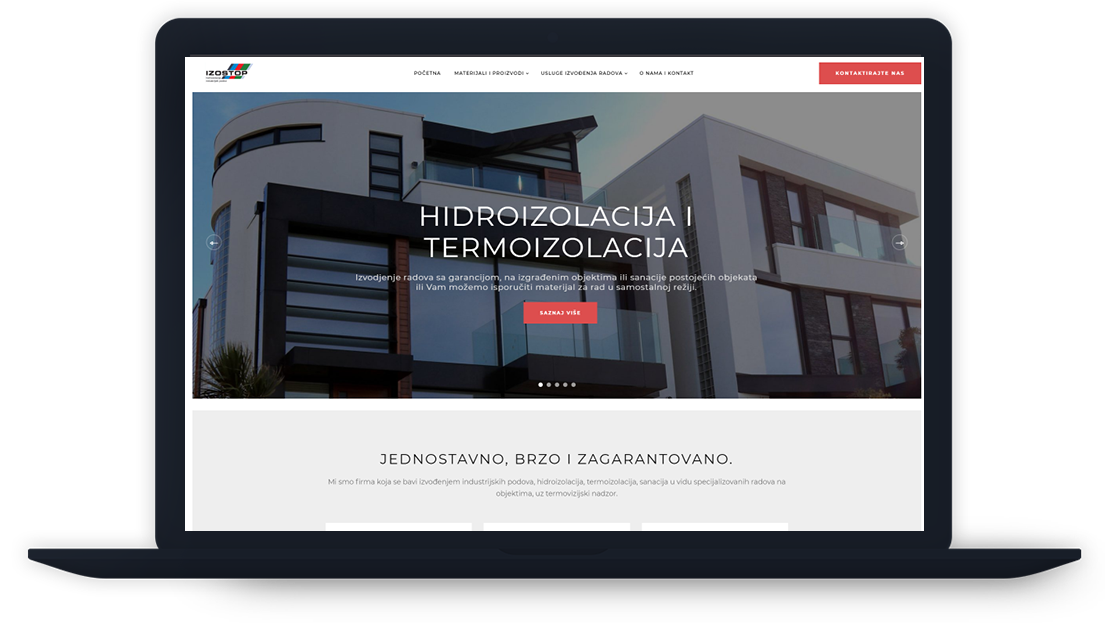 IZOSTOP
POČETNA
MATERIJALI I PROIZVODI
USLUGE IZVOĐENJA RADOVA
O NAMA I KONTAKT
KONTAKTIRAJTE NAS
HIDROIZOLACIJA I
TERMOIZOLACIJA
Izvodjenje radova sa garancijom, na izgrađenim objektima ili sanacije postojećih objekata
ili Vam možemo isporučiti materijal za rad u samostalnoj režiji.
SAZNAJ VIŠE
JEDNOSTAVNO, BRZO I ZAGARANTOVANO.
Mi smo firma koja se bavi izvođenjem industrijskih podova, hidroizolacija, termoizolacija, sanacija u vidu specijalizovanih radova na
objektima, uz termovizijski nadzor.